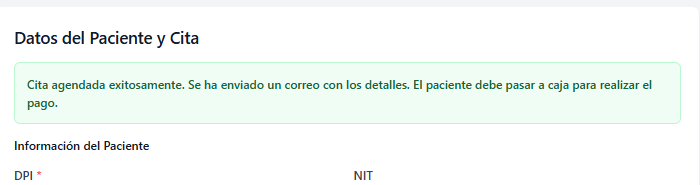 Datos del Paciente y Cita
Cita agendada exitosamente. Se ha enviado un correo con los detalles. El paciente debe pasar a caja para realizar el
pago.
Información del Paciente
DPI * NIT